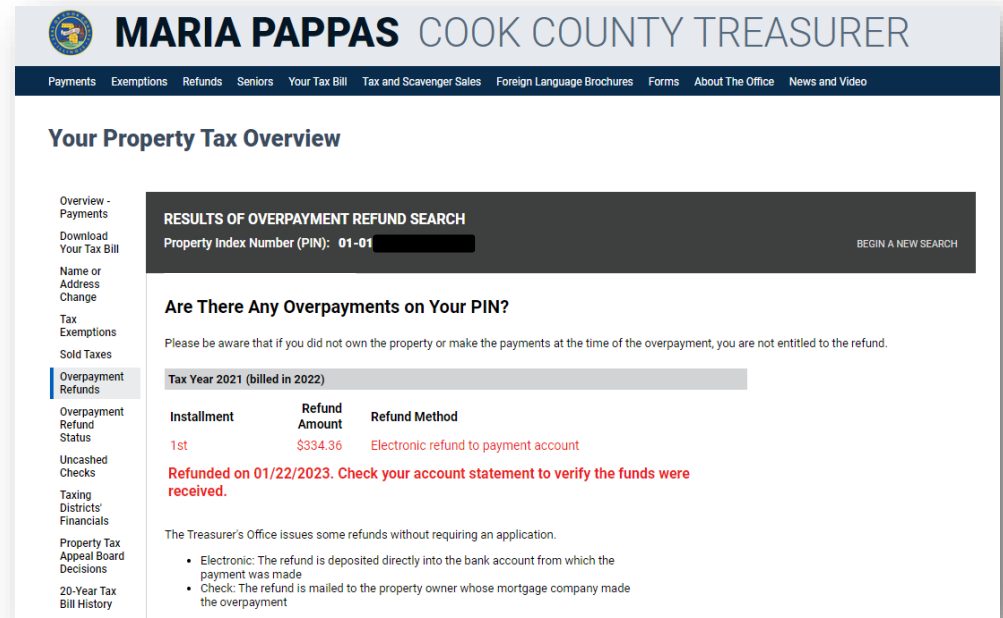 MARIA PAPPAS COOK COUNTY TREASURER
Payments Exemptions Refunds Seniors Your Tax Bill Tax and Scavenger Sales Foreign Language Brochures Forms About The Office News and Video
Your Property Tax Overview
Overview -
Payments
Download
Your Tax Bill
Name or
Address
Change
Tax
Exemptions
Sold Taxes
Overpayment
Refunds
Overpayment
Refund
Status
Uncashed
Checks
Taxing
Districts'
Financials
Property Tax
Appeal Board
Decisions
20-Year Tax
Bill History
RESULTS OF OVERPAYMENT REFUND SEARCH
Property Index Number (PIN): 01-01
BEGIN A NEW SEARCH
Are There Any Overpayments on Your PIN?
Please be aware that if you did not own the property or make the payments at the time of the overpayment, you are not entitled to the refund.
Tax Year 2021 (billed in 2022)
Installment Refund Amount Refund Method
1st $334.36 Electronic refund to payment account
Refunded on 01/22/2023. Check your account statement to verify the funds were
received.
The Treasurer's Office issues some refunds without requiring an application.
• Electronic: The refund is deposited directly into the bank account from which the
payment was made
• Check: The refund is mailed to the property owner whose mortgage company made
the overpayment